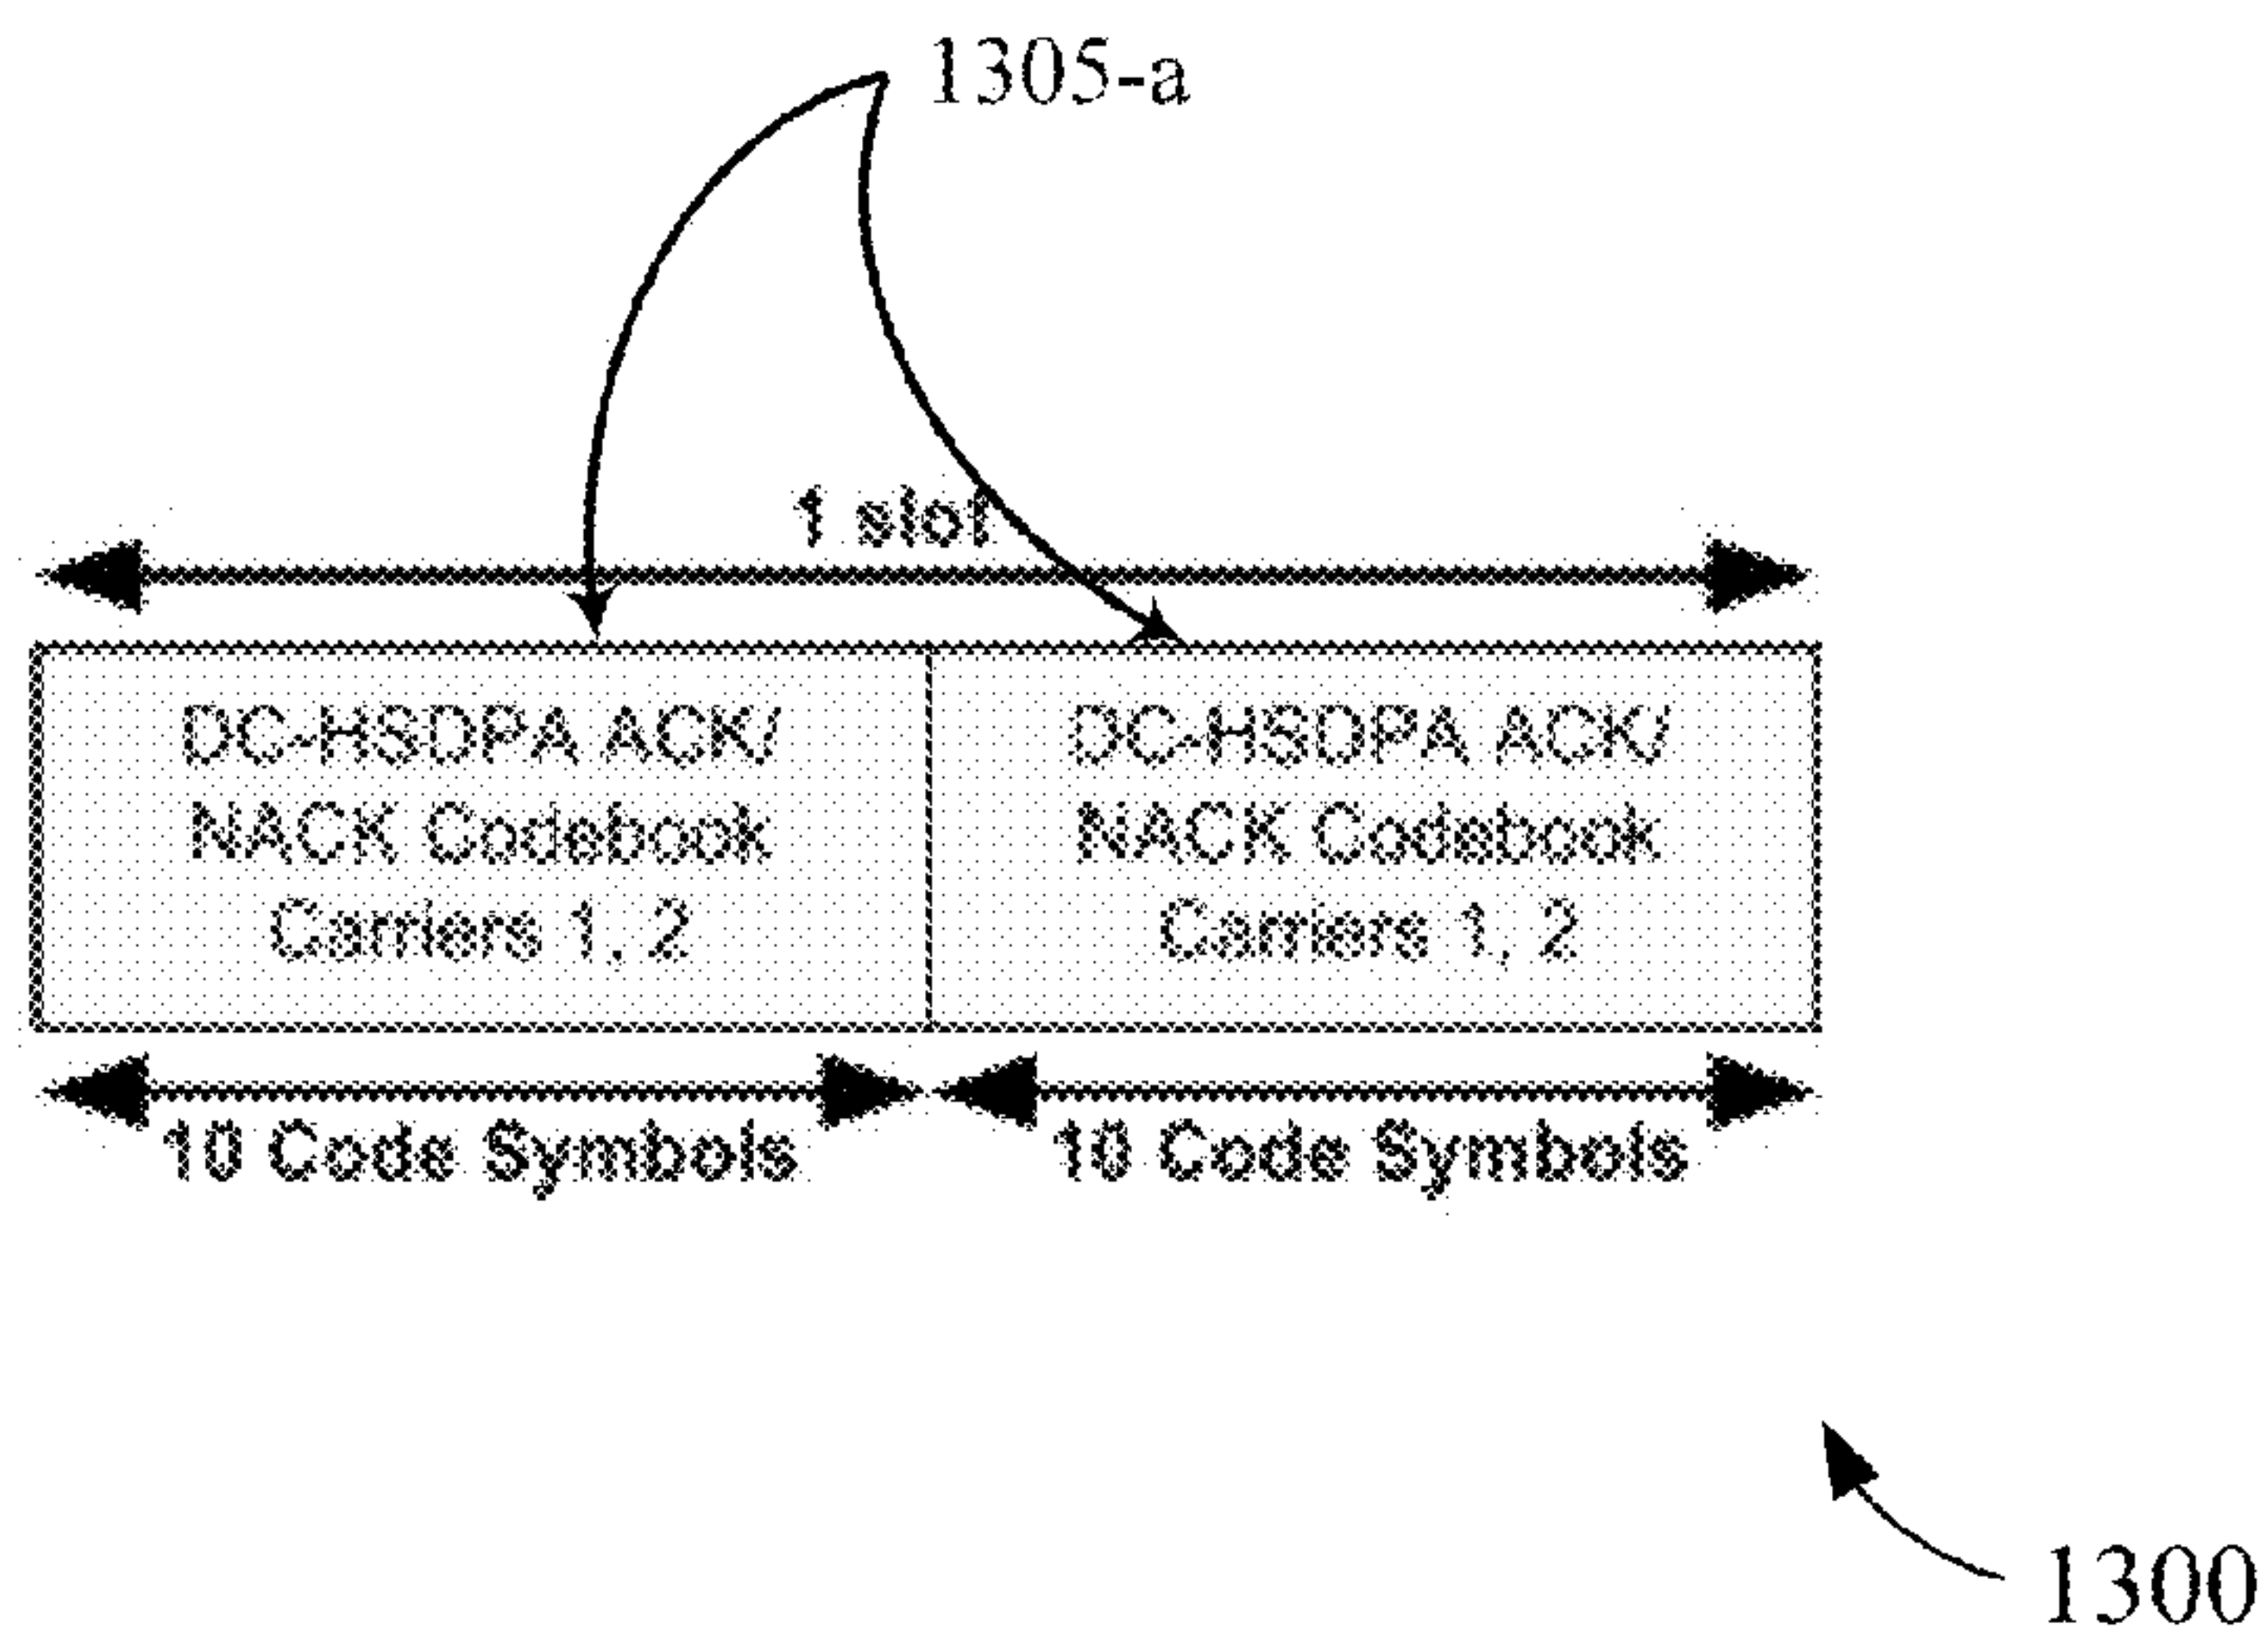 1305-a
1 slot
DC-HSDPA ACK/
NACK Codebook
Carriers 1, 2
DC-HSDPA ACK/
NACK Codebook
Carriers 1, 2
10 Code Symbols
10 Code Symbols
1300